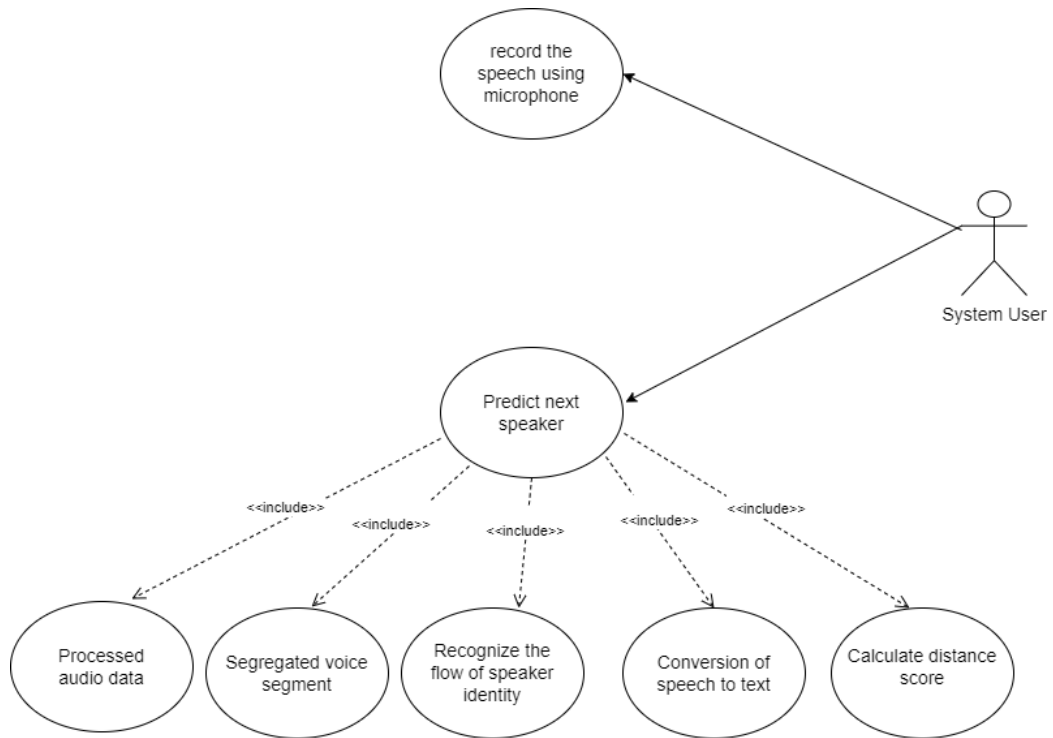 record the
speech using
microphone
System User
Predict next
speaker
<<include>>
<<include>>
<<include>>
<<include>>
<<include>>
Processed
audio data
Segregated voice
segment
Recognize the
flow of speaker
identity
Conversion of
speech to text
Calculate distance
score